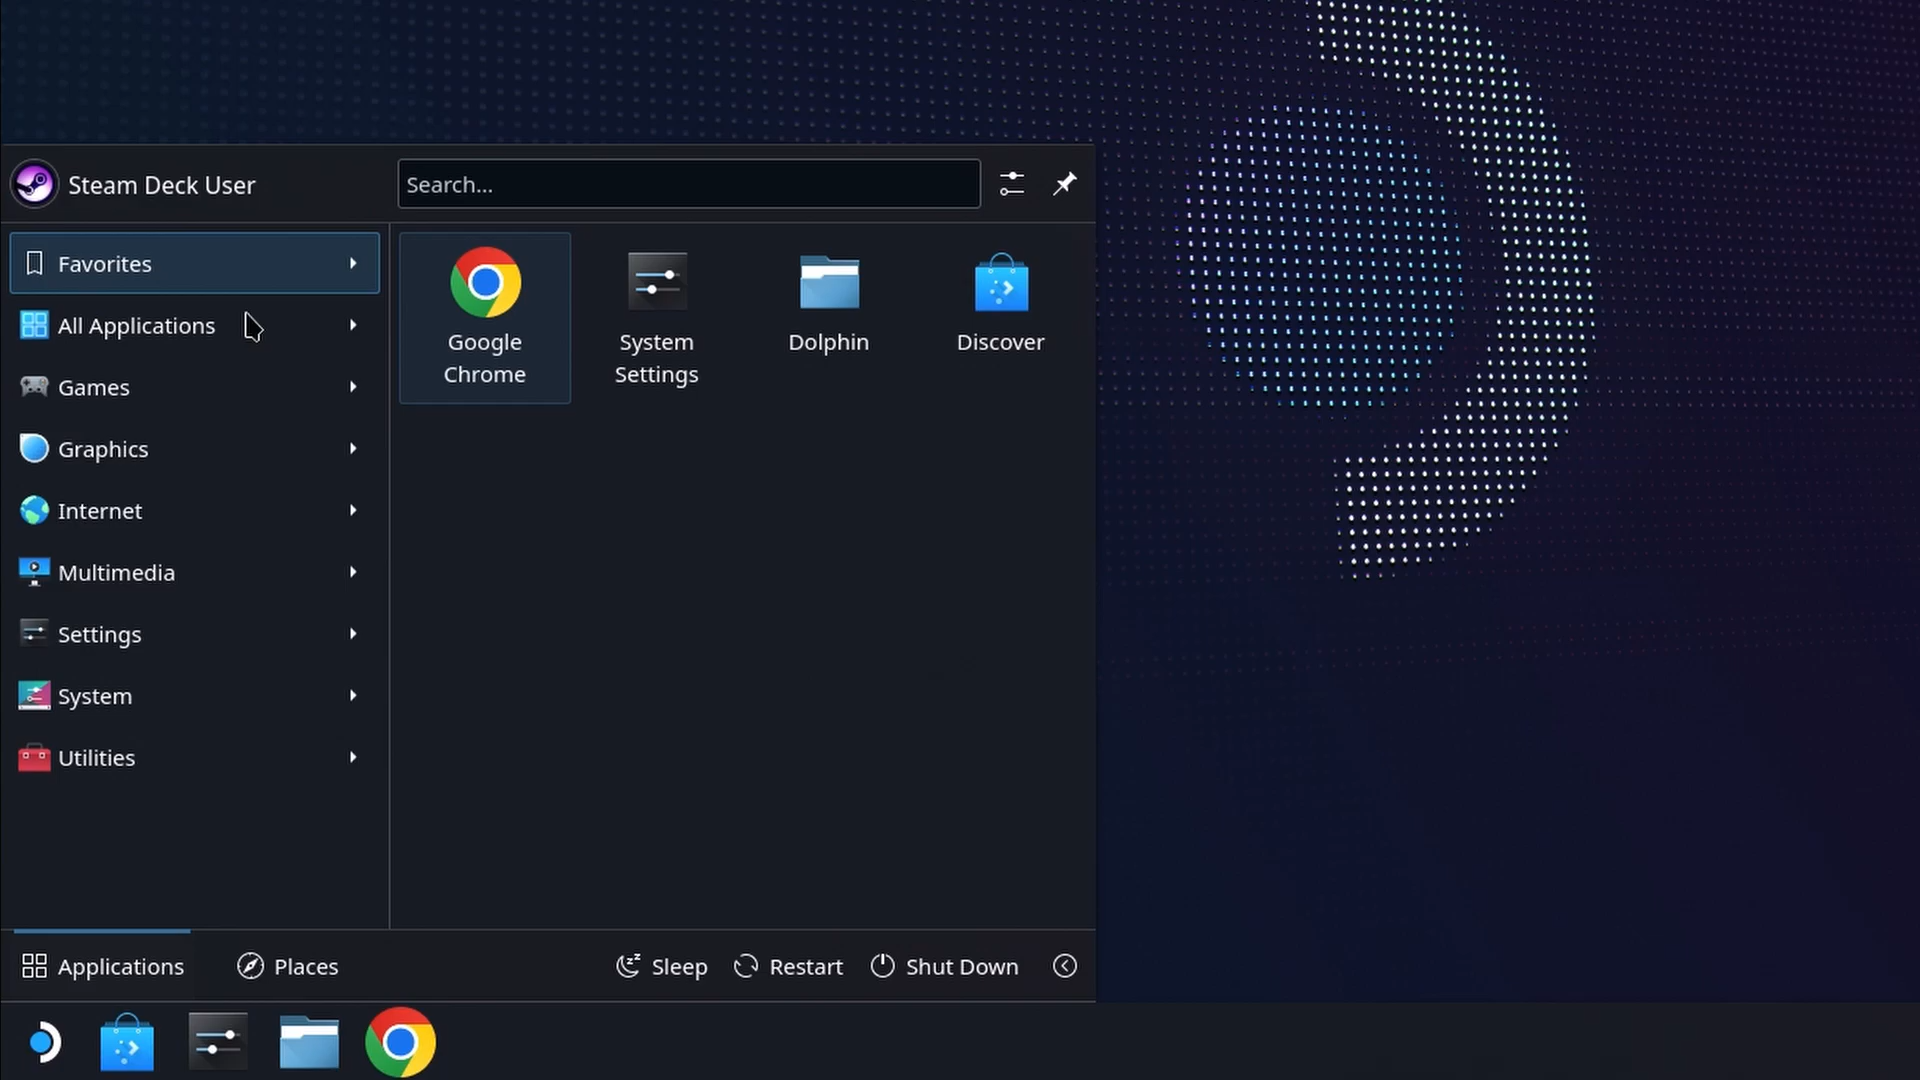 Steam Deck User
Search...
Favorites
All Applications
Games
Graphics
Internet
Multimedia
Settings
System
Utilities
Google
Chrome
System
Settings
Dolphin
Discover
Applications
Places
Sleep
Restart
Shut Down